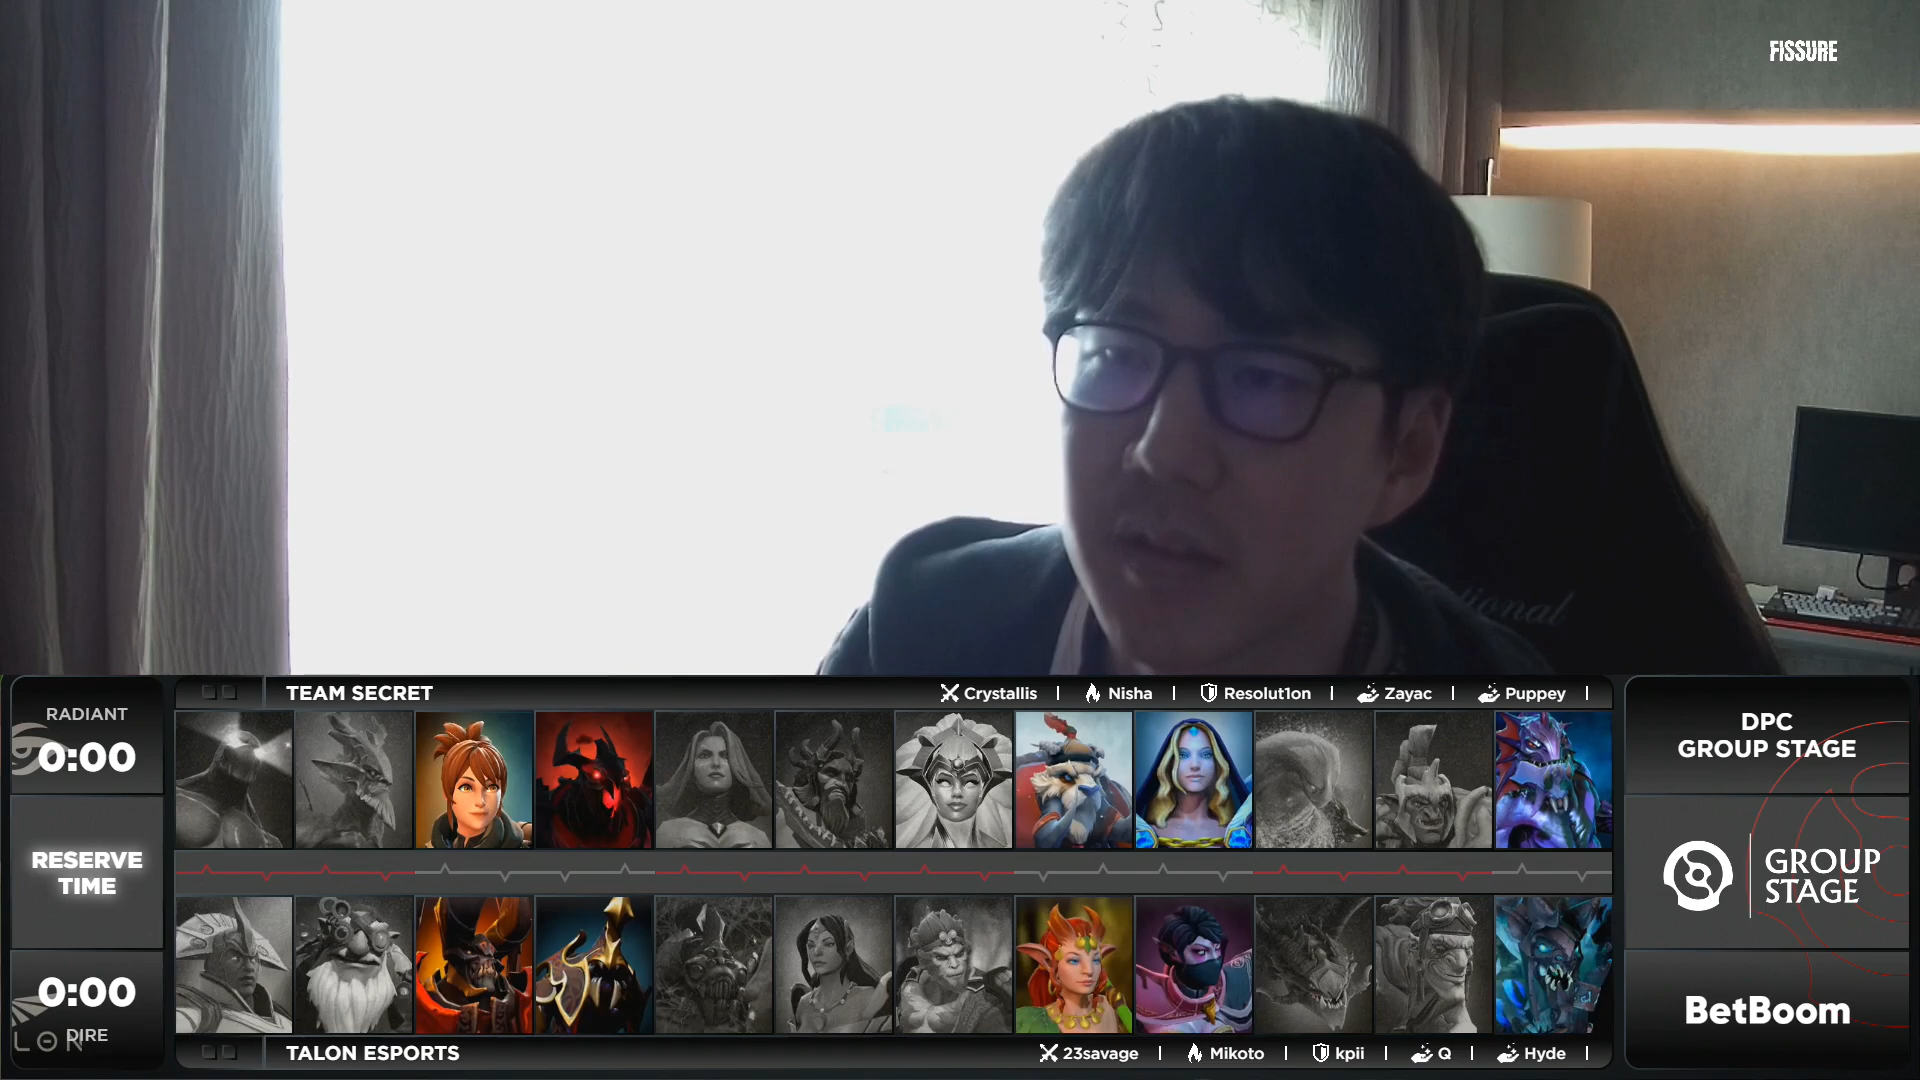 FISSURE
ional
RADIANT
0:00
RESERVE
TIME
0:00
DIRE
TEAM SECRET
Crystallis
Nisha
Resolut1on
Zayac
Puppey
TALON ESPORTS
23savage
Mikoto
kpii
Q
Hyde
DPC
GROUP STAGE
GROUP
STAGE
BetBoom